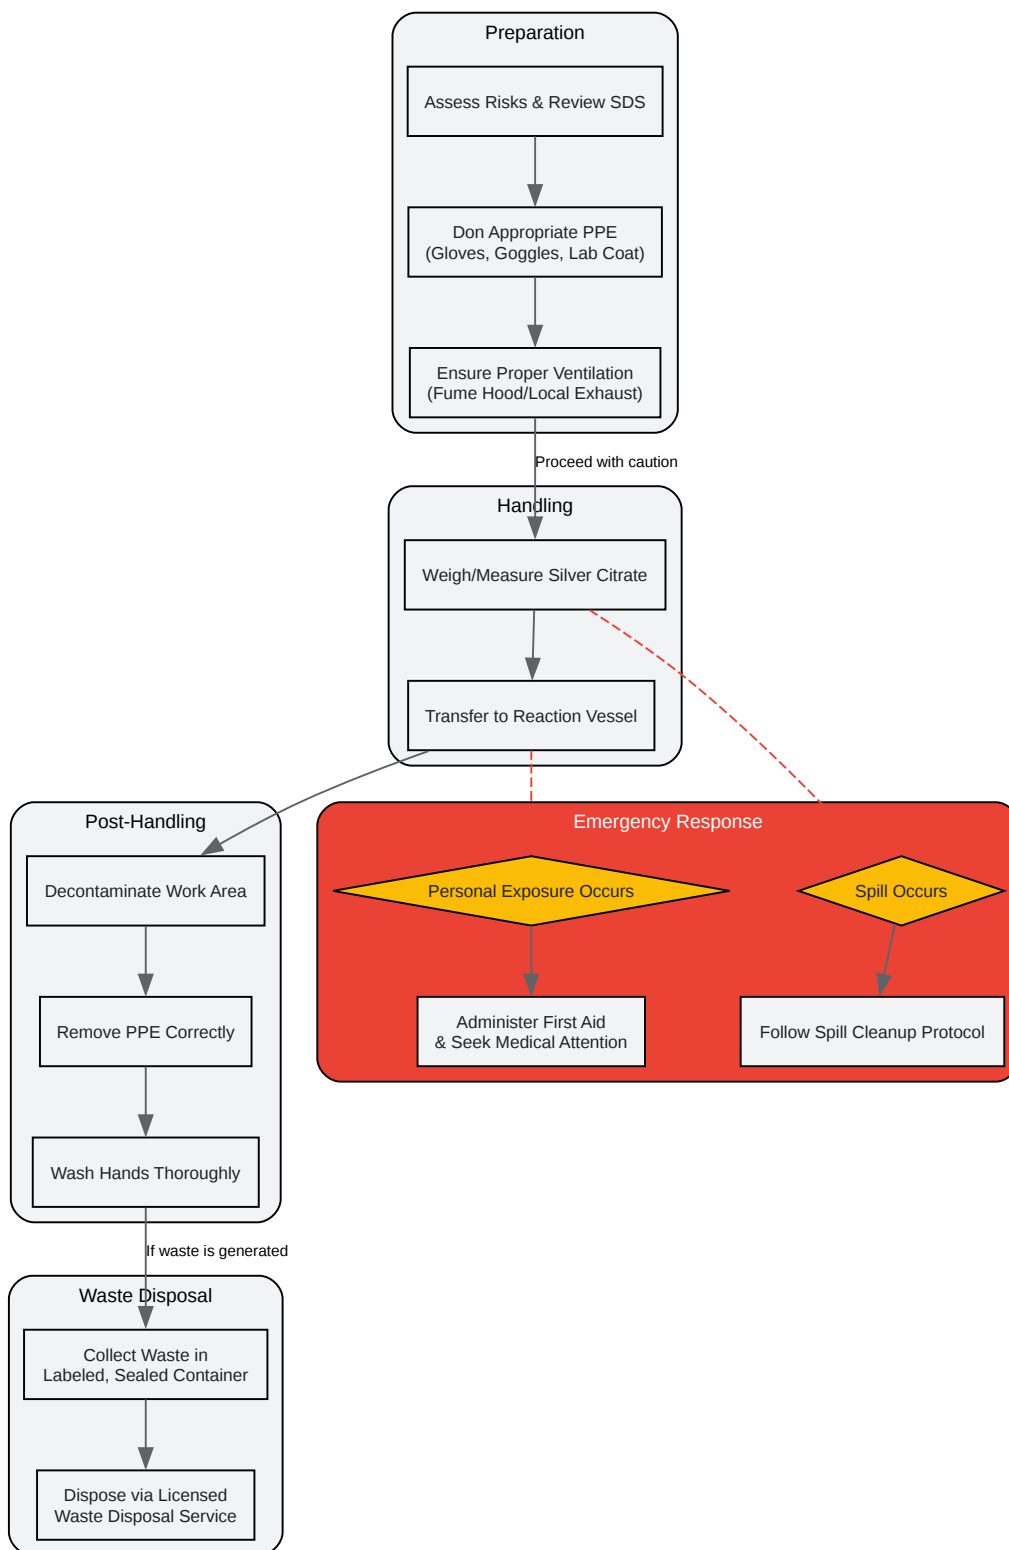 Preparation
Assess Risks & Review SDS
Don Appropriate PPE
(Gloves, Goggles, Lab Coat)
Ensure Proper Ventilation
(Fume Hood/Local Exhaust)
Proceed with caution
Handling
Weigh/Measure Silver Citrate
Transfer to Reaction Vessel
Post-Handling
Decontaminate Work Area
Remove PPE Correctly
Wash Hands Thoroughly
Emergency Response
Personal Exposure Occurs
Administer First Aid
& Seek Medical Attention
Spill Occurs
Follow Spill Cleanup Protocol
If waste is generated
Waste Disposal
Collect Waste in
Labeled, Sealed Container
Dispose via Licensed
Waste Disposal Service